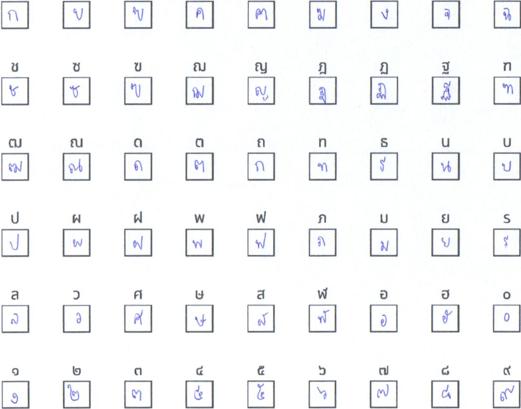 ก ข ฃ ค ฅ ฆ ง จ ฉ
ช ซ ฃ ฌ ญ ฎ ฏ ฐ ฑ
ช ซ ฃ ฌ ญ ฎ ฏ ฐ ฑ
ฒ ณ ด ต ถ ท ธ น บ
ฒ ณ ด ต ถ ท ธ น บ
ป ผ ฝ พ ฟ ภ ม ย ร
ป ผ ฝ พ ฟ ภ ม ย ร
ล ว ศ ษ ส ฬ อ ฮ ๐
ล ว ศ ษ ส ฬ อ ฮ ๐
๑ ๒ ๓ ๔ ๕ ๖ ๗ ๘ ๙
๑ ๒ ๓ ๔ ๕ ๖ ๗ ๘ ๙